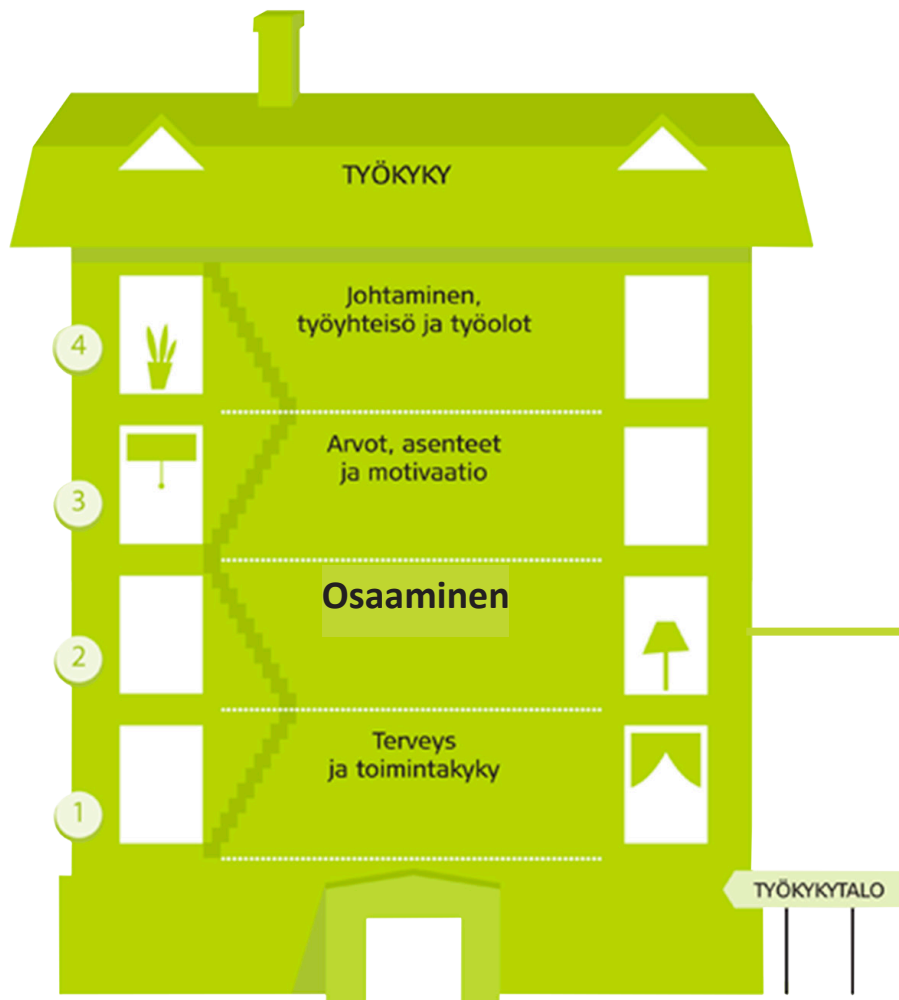 TYÖKYKY
4
Johtaminen,
työyhteisö ja työolot
3
Arvot, asenteet
ja motivaatio
2
Osaaminen
1
Terveys
ja toimintakyky
TYÖKYKYTALO